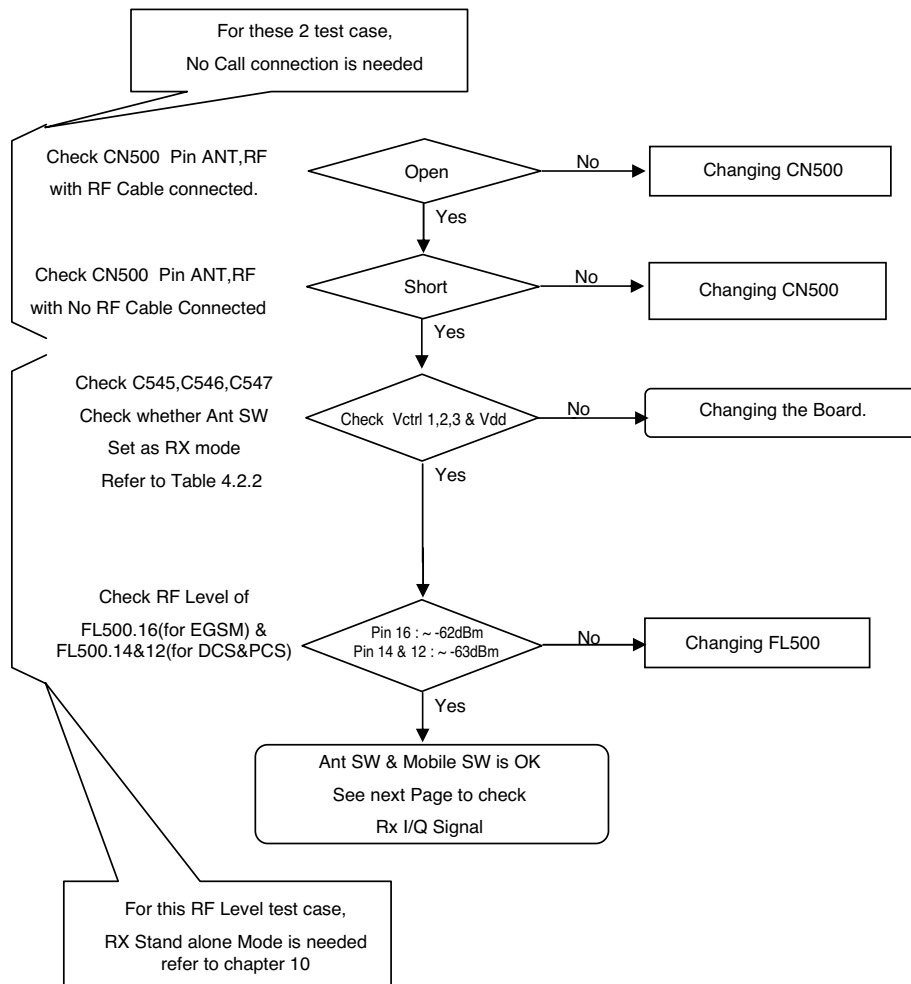 For these 2 test case,
No Call connection is needed
Check CN500 Pin ANT,RF
with RF Cable connected.
Open
No
Changing CN500
Yes
Check CN500 Pin ANT,RF
with No RF Cable Connected
Short
No
Changing CN500
Yes
Check C545,C546,C547
Check whether Ant SW
Set as RX mode
Refer to Table 4.2.2
Check Vctrl 1,2,3 & Vdd
No
Changing the Board.
Yes
Check RF Level of
FL500.16(for EGSM) &
FL500.14&12(for DCS&PCS)
Pin 16 : ~ -62dBm
Pin 14 & 12 : ~ -63dBm
No
Changing FL500
Yes
Ant SW & Mobile SW is OK
See next Page to check
Rx I/Q Signal
For this RF Level test case,
RX Stand alone Mode is needed
refer to chapter 10